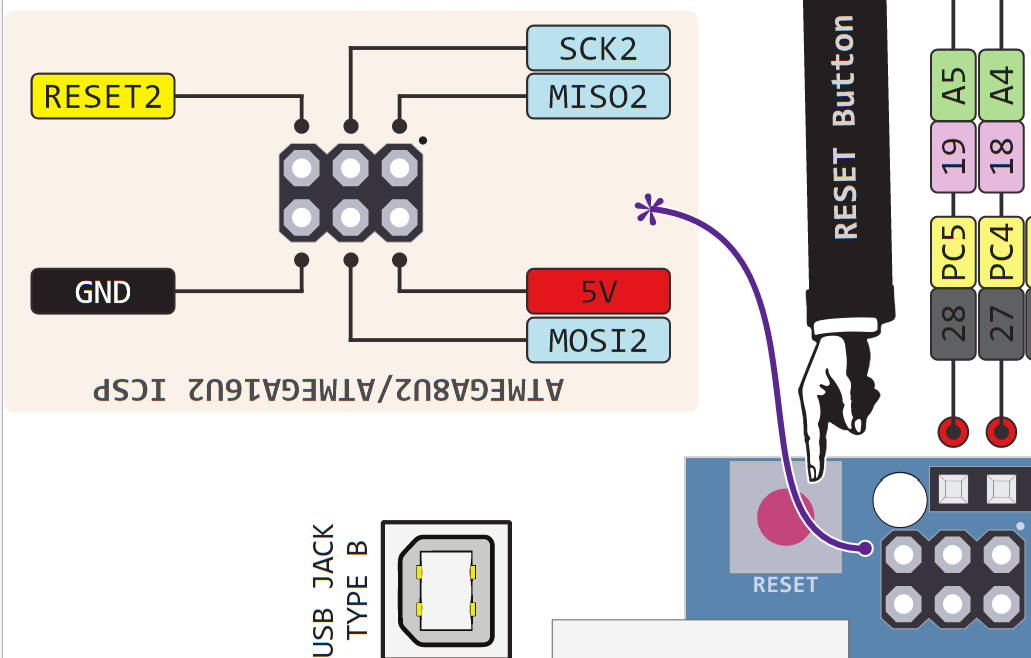 SCK2
RESET2
MISO2
GND
5V
MOSI2
ATMEGA8U2/ATMEGA16U2 ICSP
RESET Button
A5
A4
19
18
PC5
PC4
28
27
USB JACK
TYPE B
RESET